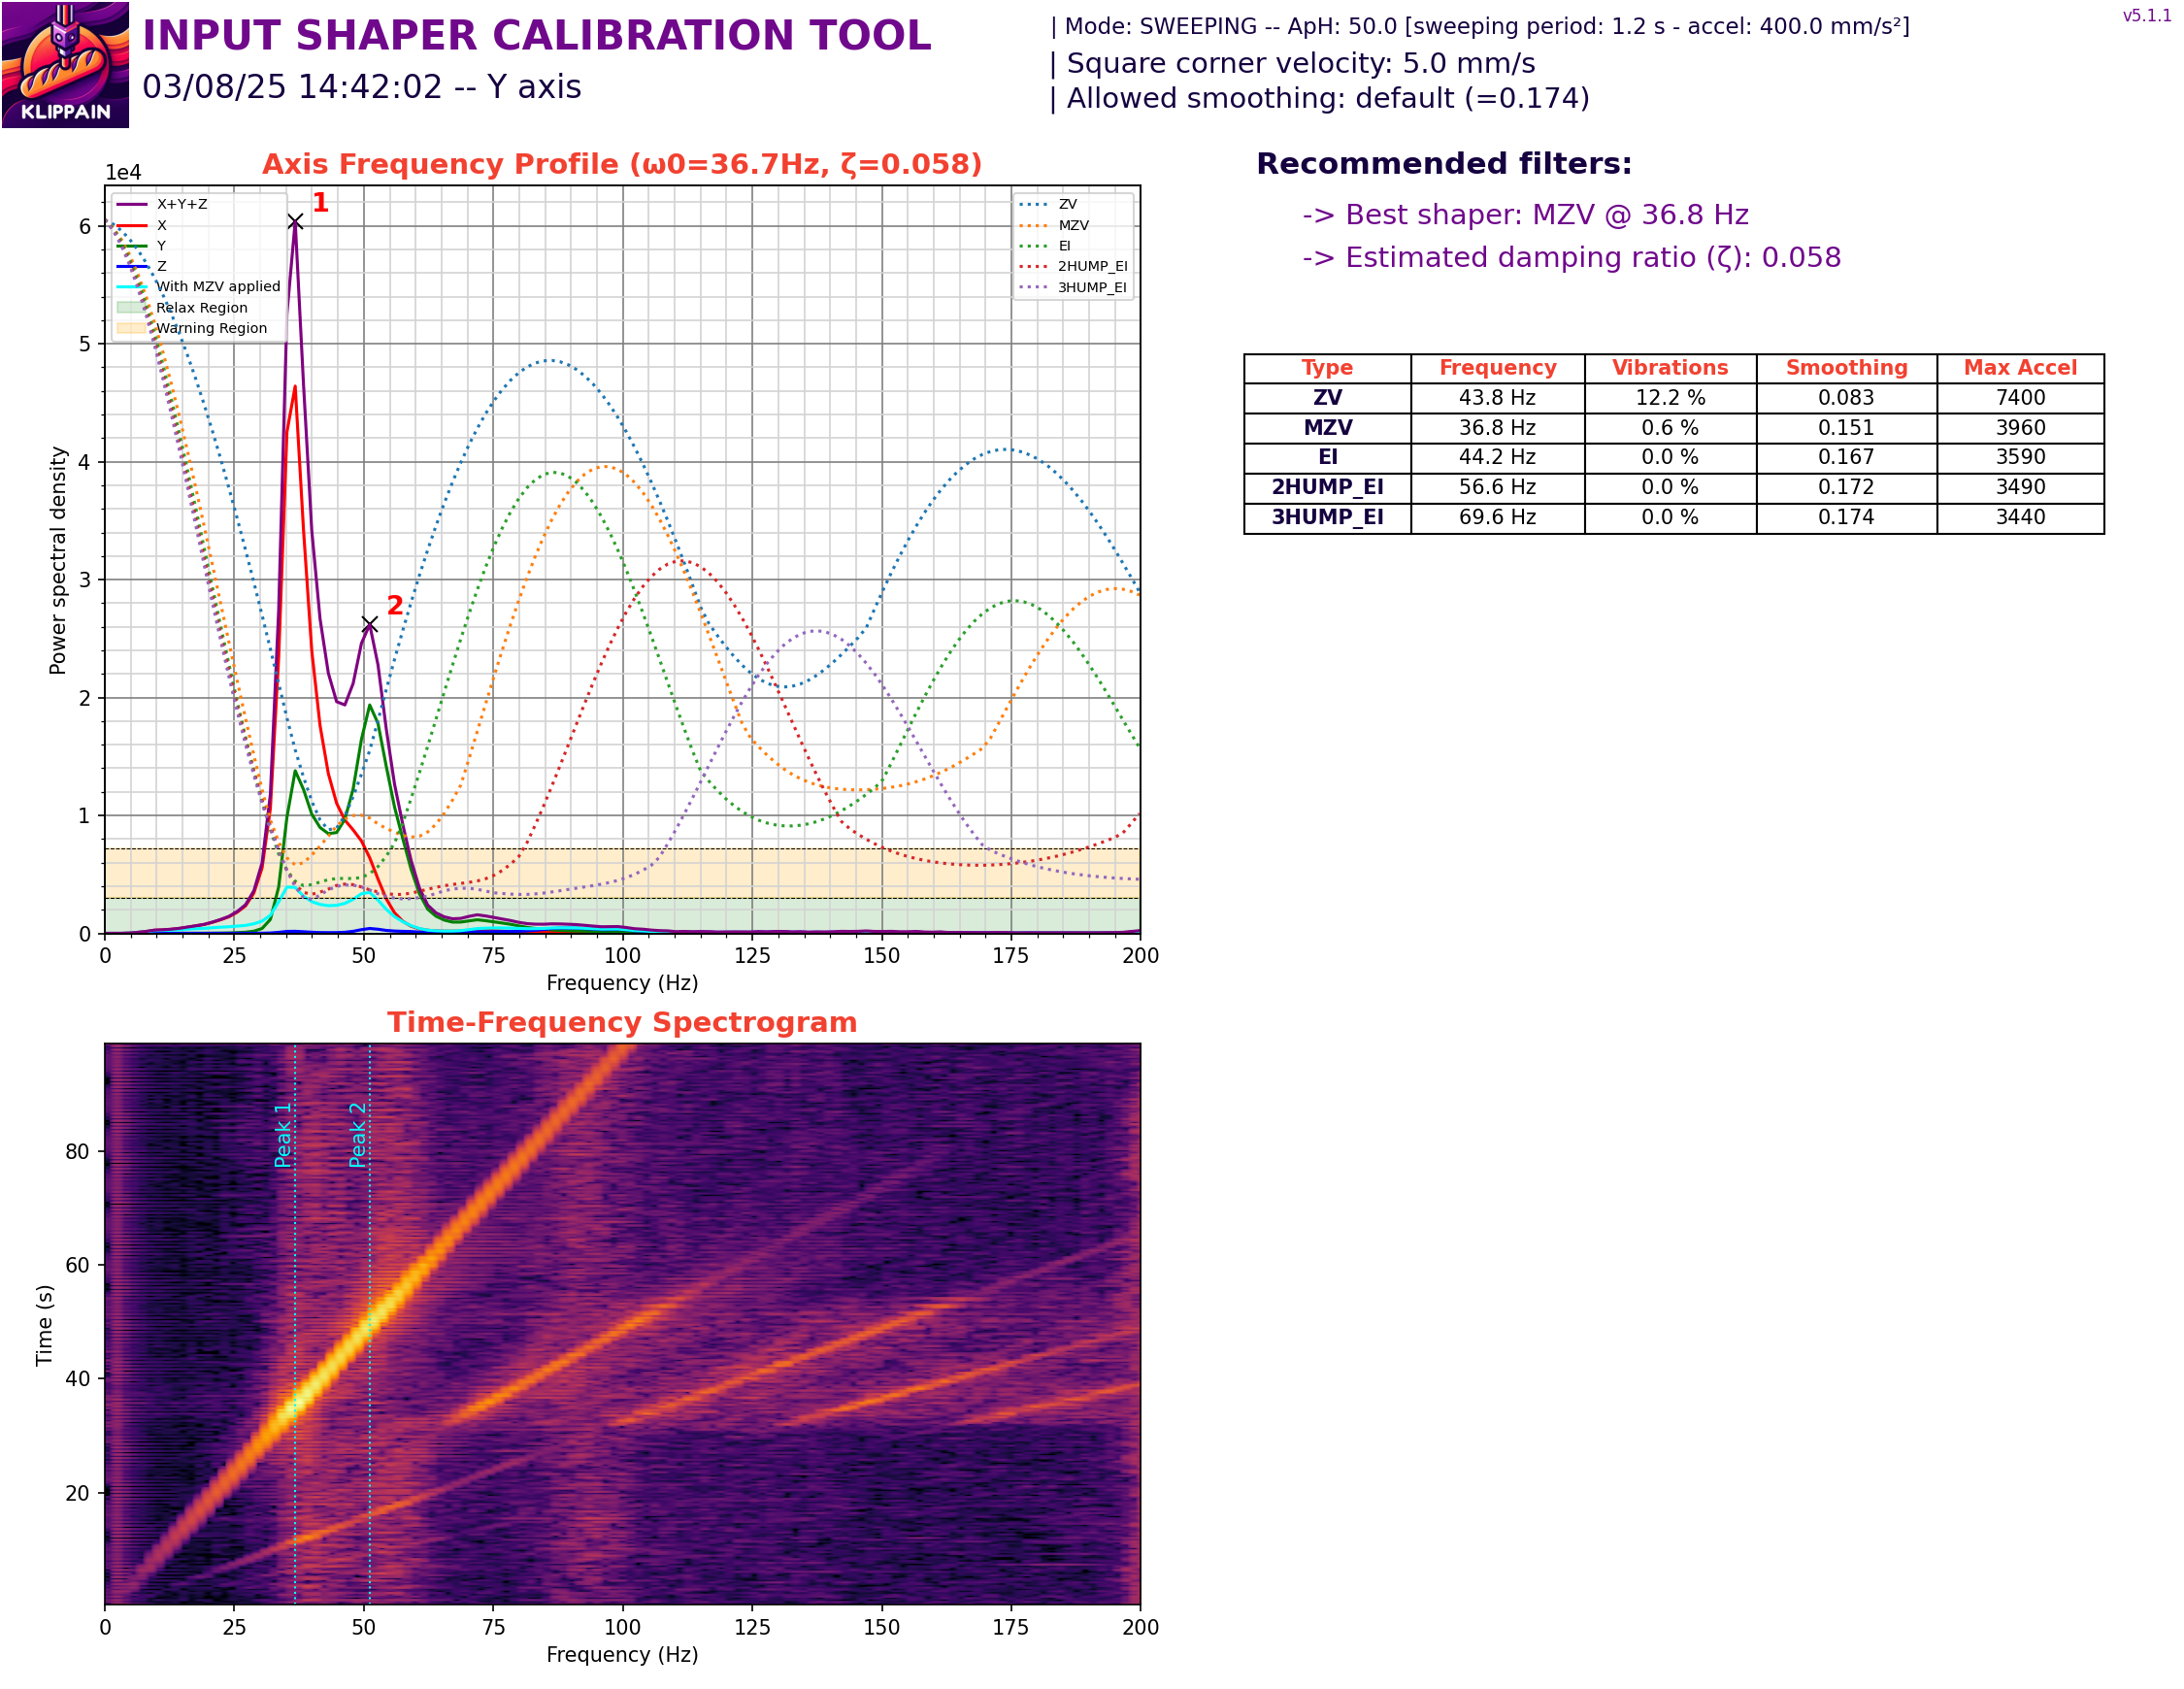 KLIPPAIN
INPUT SHAPER CALIBRATION TOOL
03/08/25 14:42:02 -- Y axis
| Mode: SWEEPING -- ApH: 50.0 [sweeping period: 1.2 s - accel: 400.0 mm/s²]
| Square corner velocity: 5.0 mm/s
| Allowed smoothing: default (=0.174)
v5.1.1
Axis Frequency Profile (ω0=36.7Hz, ζ=0.058)
1e4
X+Y+Z
X
Y
Z
With MZV applied
Relax Region
Warning Region
ZV
MZV
EI
2HUMP_EI
3HUMP_EI
1
2
6
5
4
3
2
1
0
Power spectral density
0 25 50 75 100 125 150 175 200
Frequency (Hz)
Recommended filters:
-> Best shaper: MZV @ 36.8 Hz
-> Estimated damping ratio (ζ): 0.058
Type Frequency Vibrations Smoothing Max Accel
ZV 43.8 Hz 12.2 % 0.083 7400
MZV 36.8 Hz 0.6 % 0.151 3960
EI 44.2 Hz 0.0 % 0.167 3590
2HUMP_EI 56.6 Hz 0.0 % 0.172 3490
3HUMP_EI 69.6 Hz 0.0 % 0.174 3440
Time-Frequency Spectrogram
Peak 1
Peak 2
80
60
40
20
Time (s)
0 25 50 75 100 125 150 175 200
Frequency (Hz)